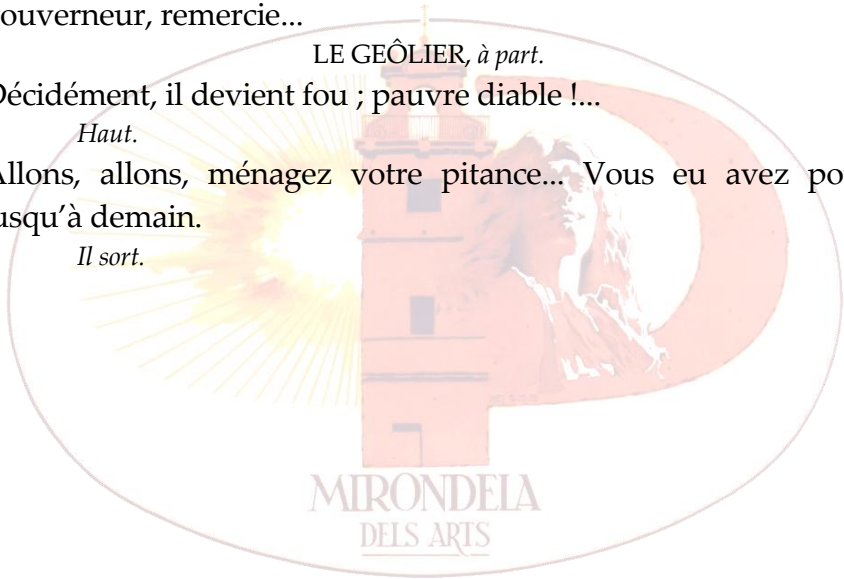 ouverneur, remercie...
LE GEÔLIER, à part.
Décidément, il devient fou ; pauvre diable !...
Haut.
Allons, allons, ménagez votre pitance... Vous eu avez po
usqu’à demain.
Il sort.
MIRONDELA
DELS ARTS